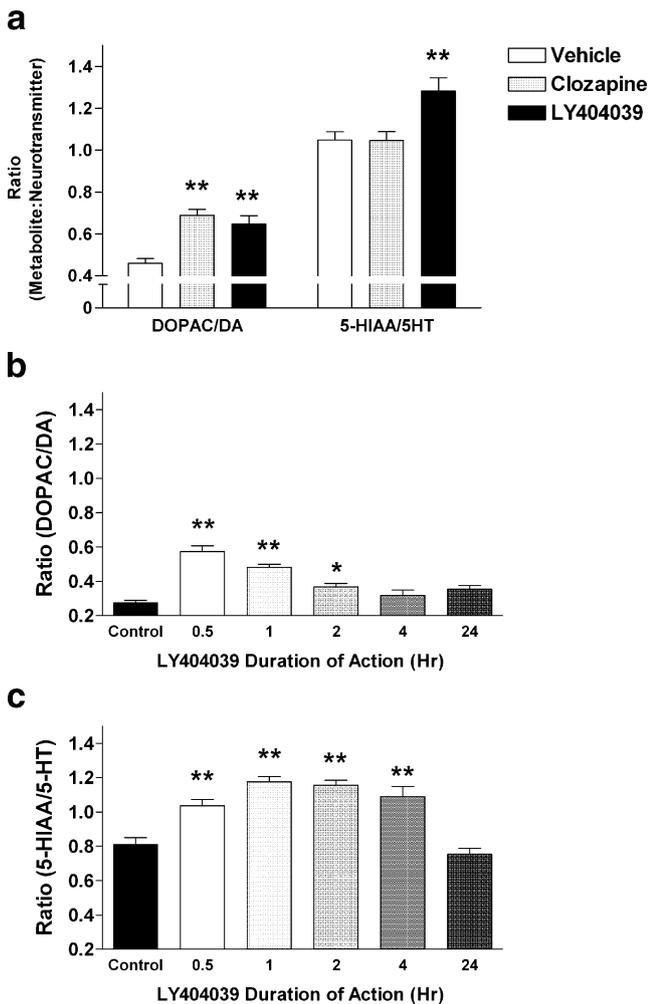 a
Ratio
(Metabolite:Neurotransmitter)
1.4
1.2
1.0
0.8
0.6
0.4
0
**
**
**
DOPAC/DA
5-HIAA/5HT
Vehicle
Clozapine
LY404039
b
Ratio (DOPAC/DA)
1.4
1.2
1.0
0.8
0.6
0.4
0.2
**
**
*
Control 0.5 1 2 4 24
LY404039 Duration of Action (Hr)
c
Ratio (5-HIAA/5-HT)
1.4
1.2
1.0
0.8
0.6
0.4
0.2
**
**
**
**
Control 0.5 1 2 4 24
LY404039 Duration of Action (Hr)